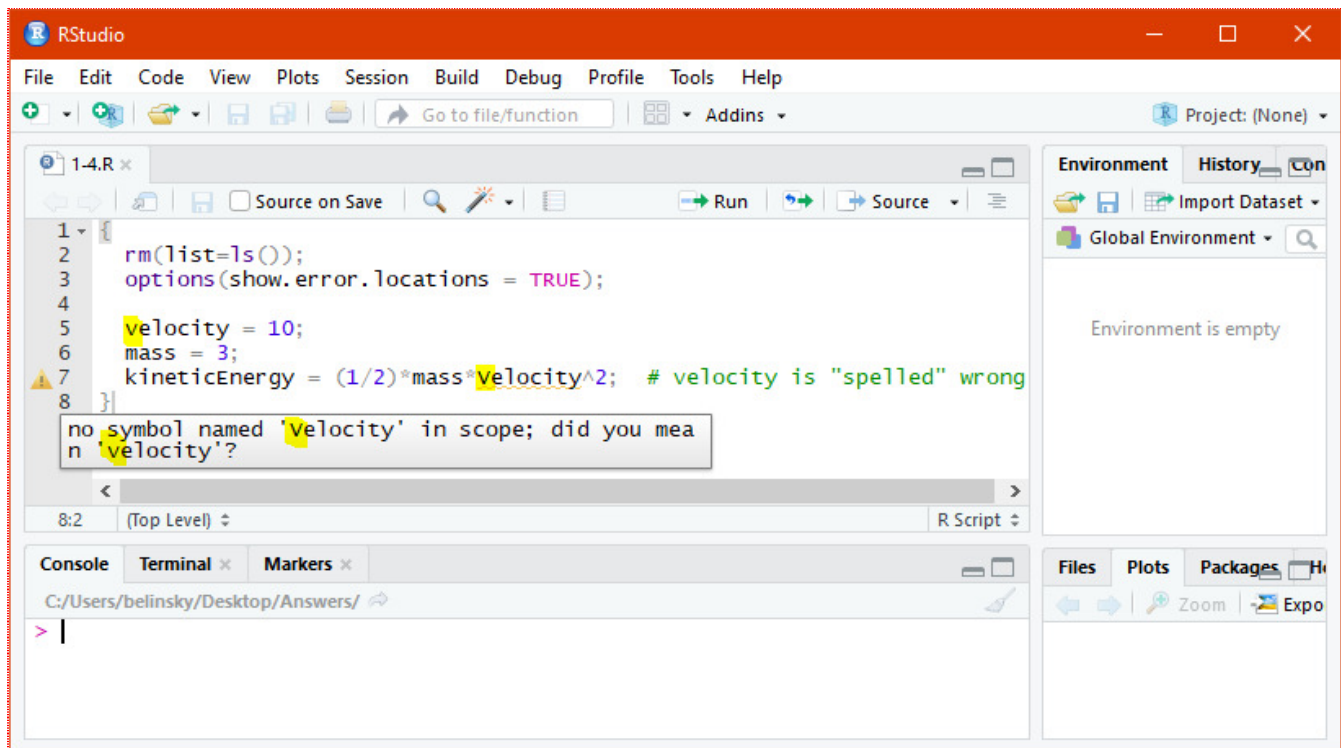 RStudio
File Edit Code View Plots Session Build Debug Profile Tools Help
Go to file/function Addins Project: (None)
1-4.R
Source on Save Run Source
1 {
2 rm(list=ls());
3 options(show.error.locations = TRUE);
4
5 velocity = 10;
6 mass = 3;
7 kineticEnergy = (1/2)*mass*Velocity^2; # velocity is "spelled" wrong
8 }
no symbol named 'Velocity' in scope; did you mea
n 'velocity'?
8:2 (Top Level) R Script
Environment History Con
Import Dataset
Global Environment
Environment is empty
Console Terminal Markers
C:/Users/belinsky/Desktop/Answers/
>
Files Plots Packages He
Zoom Expo